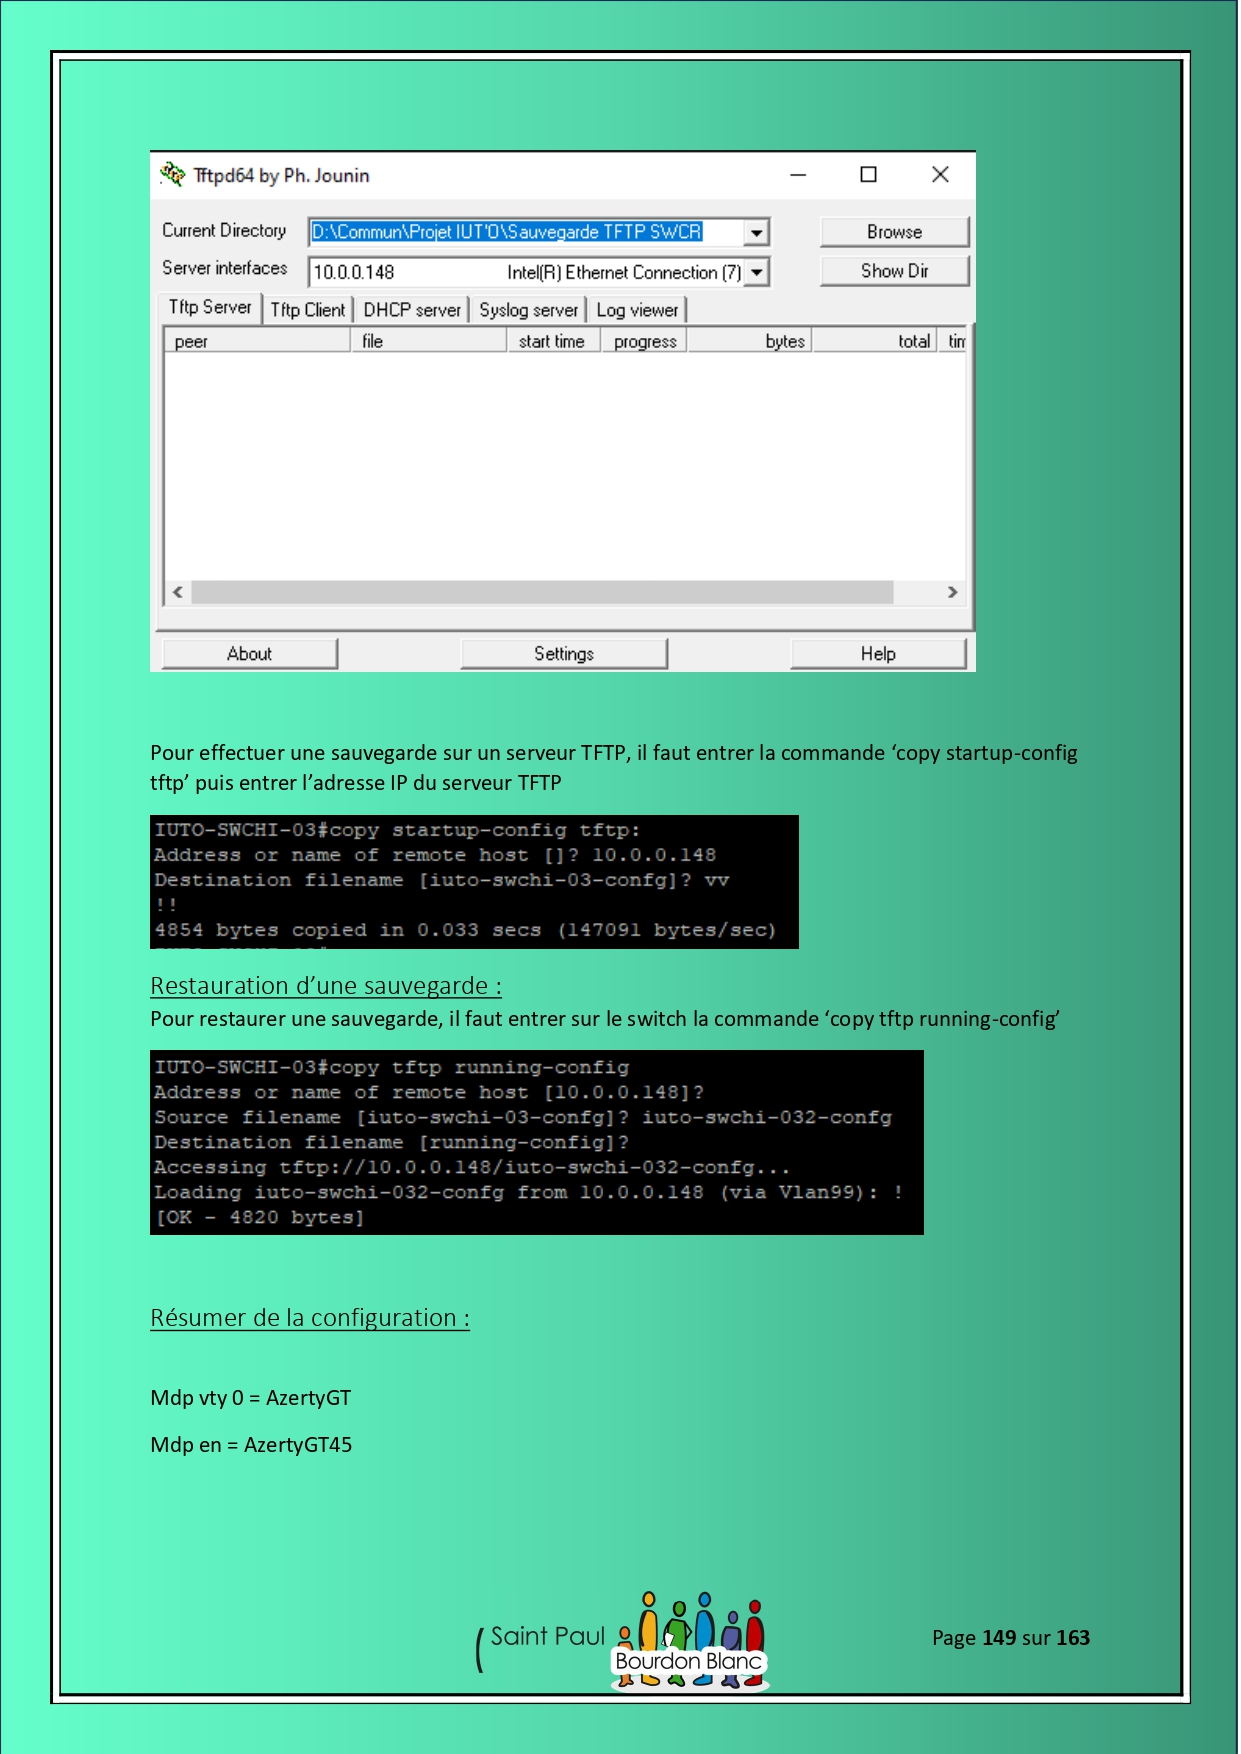 Tftpd64 by Ph. Jounin
Current Directory D:\Commun\Projet IUT'O\Sauvegarde TFTP SWCR Browse
Server interfaces 10.0.0.148 Intel(R) Ethernet Connection (7) Show Dir
Tftp Server Tftp Client DHCP server Syslog server Log viewer
peer file start time progress bytes total
About Settings Help
Pour effectuer une sauvegarde sur un serveur TFTP, il faut entrer la commande ‘copy startup-config
tftp’ puis entrer l’adresse IP du serveur TFTP
IUTO-SWCHI-03#copy startup-config tftp:
Address or name of remote host []? 10.0.0.148
Destination filename [iuto-swchi-03-confg]? vv
!!
4854 bytes copied in 0.033 secs (147091 bytes/sec)
Restauration d’une sauvegarde :
Pour restaurer une sauvegarde, il faut entrer sur le switch la commande ‘copy tftp running-config’
IUTO-SWCHI-03#copy tftp running-config
Address or name of remote host [10.0.0.148]?
Source filename [iuto-swchi-03-confg]? iuto-swchi-032-confg
Destination filename [running-config]?
Accessing tftp://10.0.0.148/iuto-swchi-032-confg...
Loading iuto-swchi-032-confg from 10.0.0.148 (via Vlan99): !
[OK - 4820 bytes]
Résumer de la configuration :
Mdp vty 0 = AzertyGT
Mdp en = AzertyGT45
Saint Paul
Bourdon Blanc
Page 149 sur 163